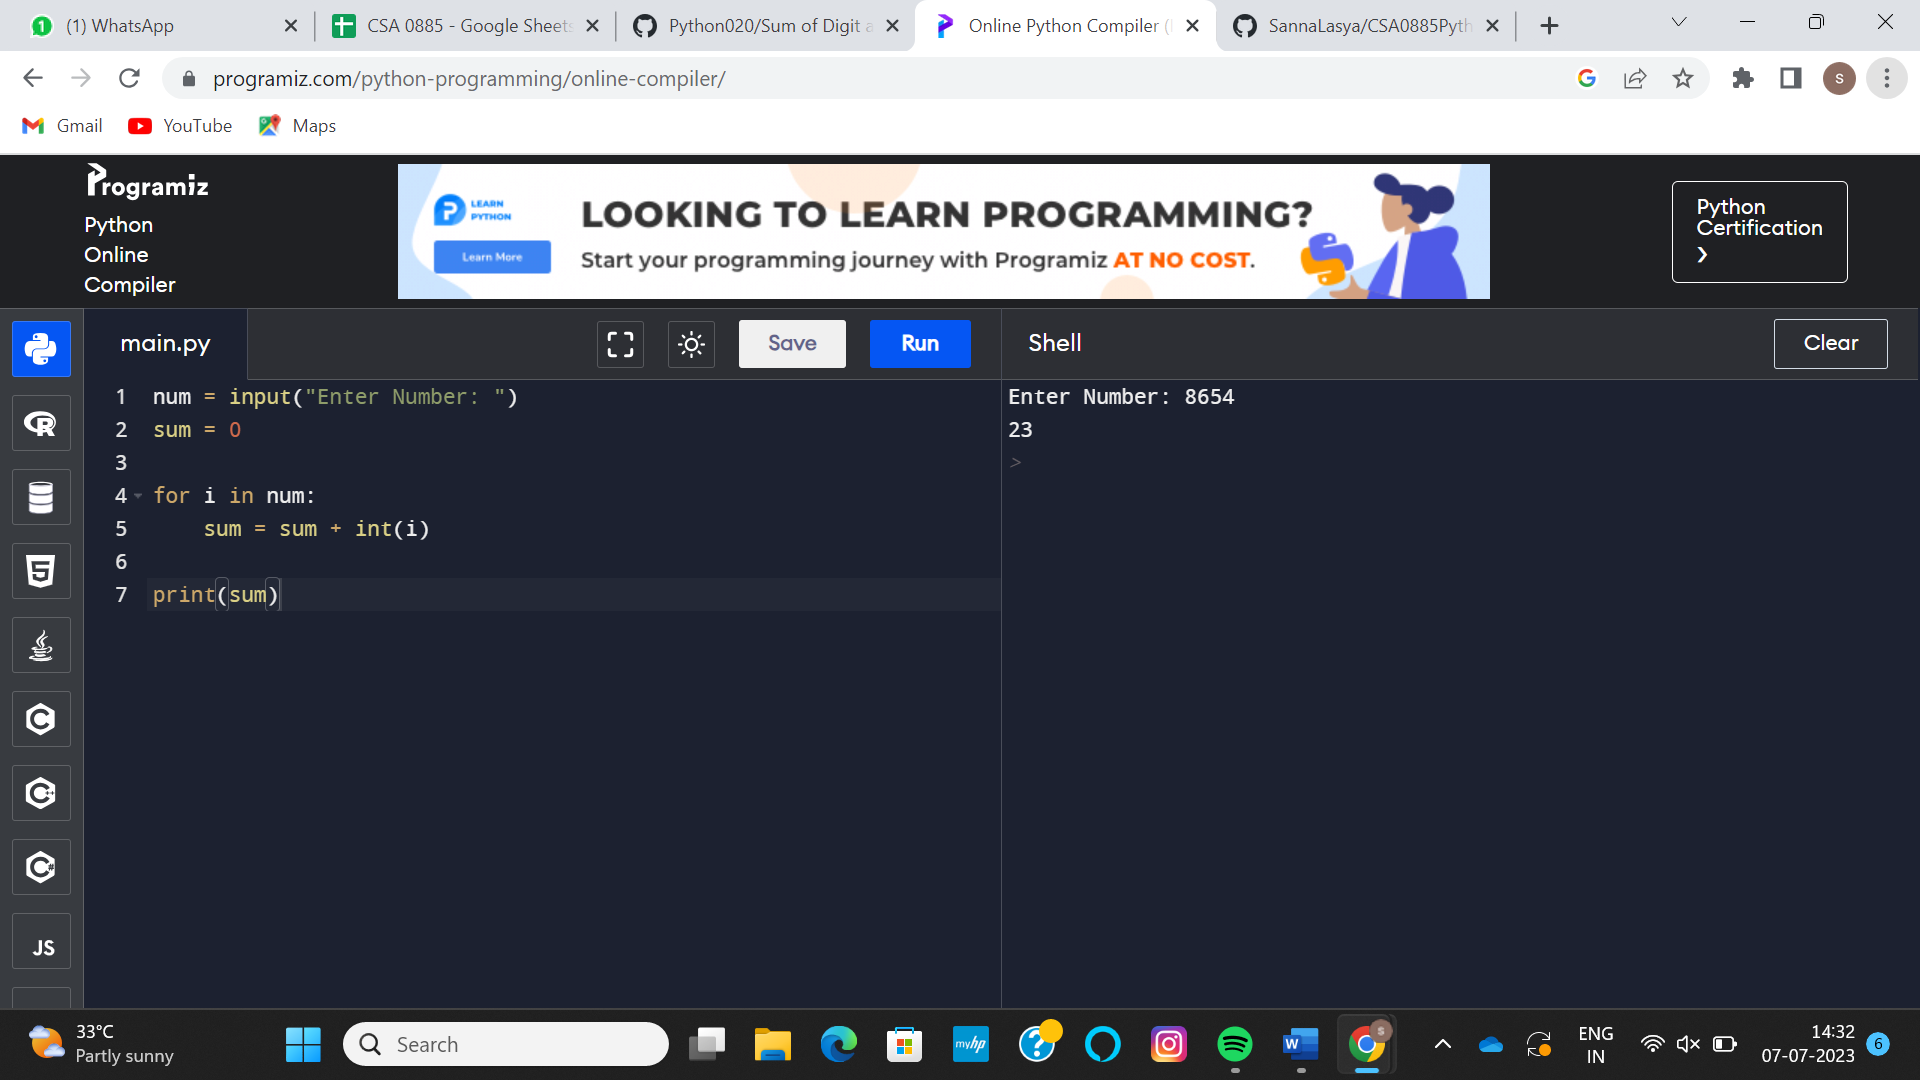 (1) WhatsApp
CSA 0885 - Google Sheets
Python020/Sum of Digit a
Online Python Compiler (
SannaLasya/CSA0885Pyth
programiz.com/python-programming/online-compiler/
S
Gmail
YouTube
Maps
Programiz
Python
Online
Compiler
LEARN
PYTHON
Learn More
LOOKING TO LEARN PROGRAMMING?
Start your programming journey with Programiz AT NO COST.
Python
Certification
main.py
Save
Run
Shell
Clear
1 num = input("Enter Number: ")
2 sum = 0
3
4 for i in num:
5 sum = sum + int(i)
6
7 print(sum)
Enter Number: 8654
23
>
JS
33°C
Partly sunny
Search
myhp
ENG
IN
14:32
07-07-2023
6